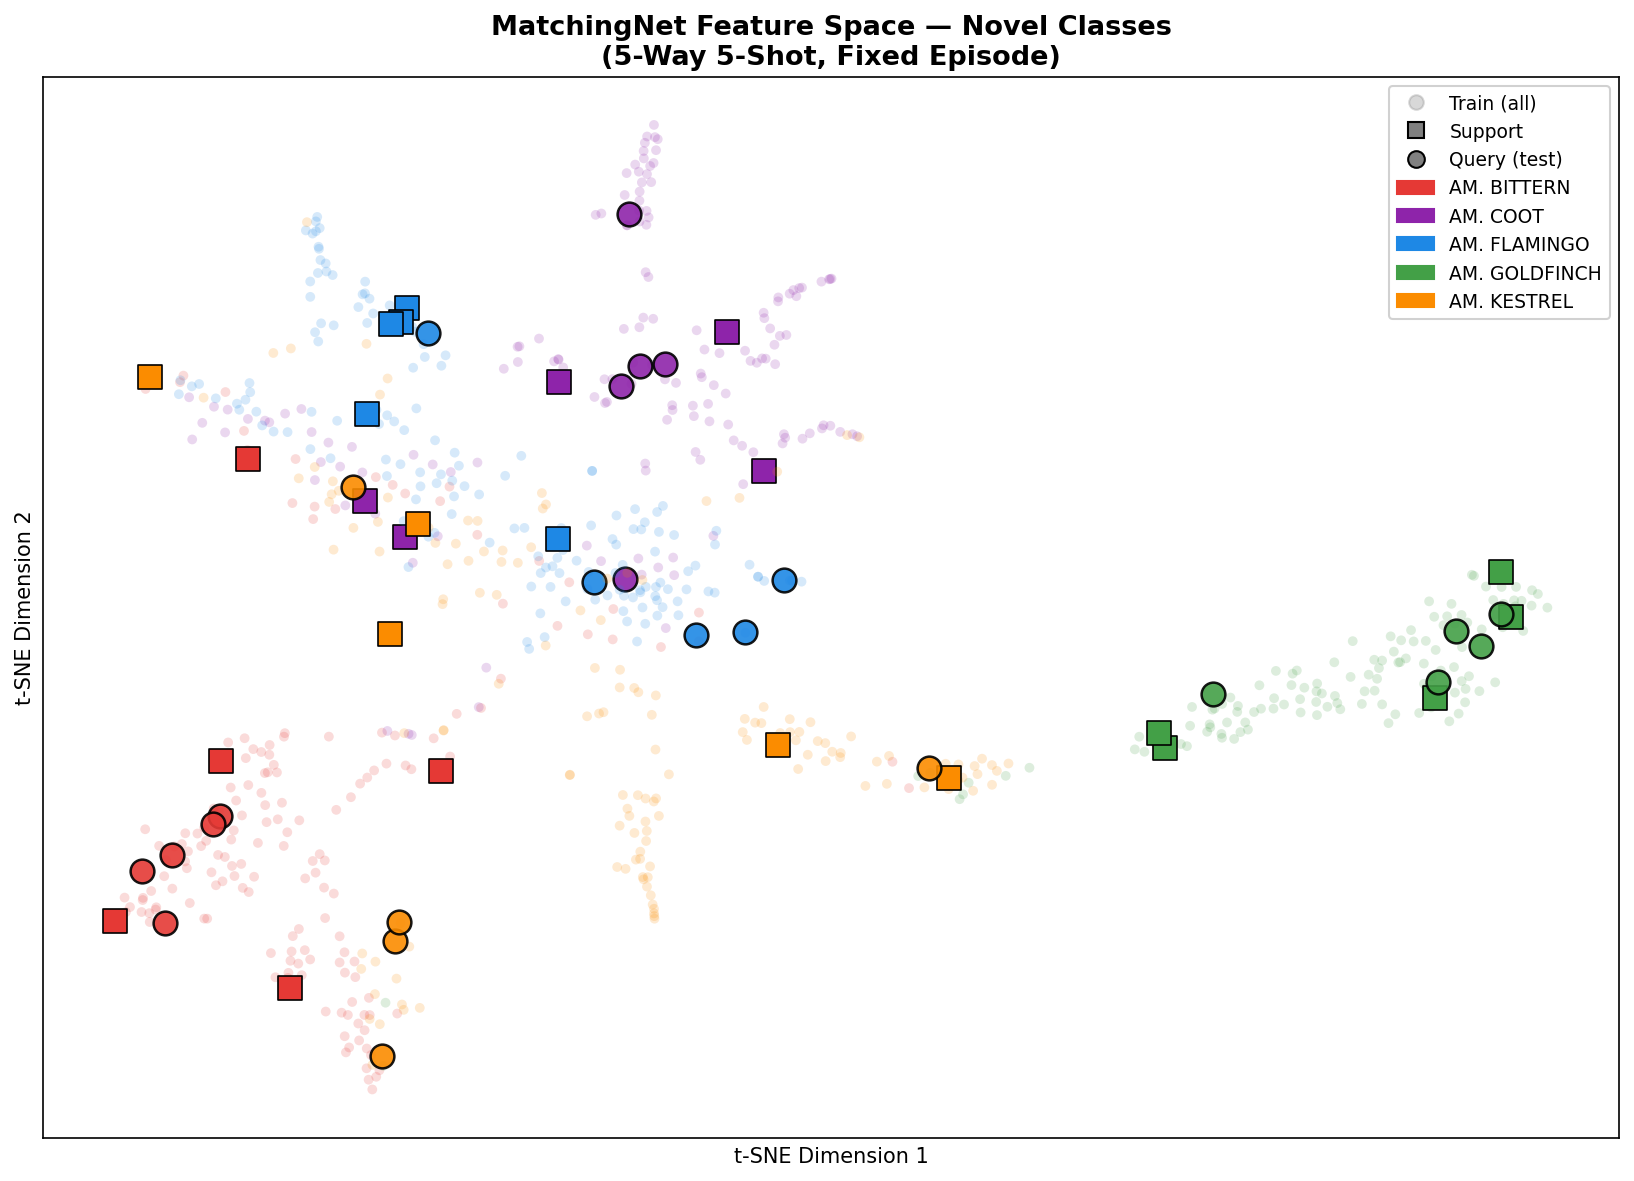 MatchingNet Feature Space — Novel Classes
(5-Way 5-Shot, Fixed Episode)
Train (all)
Support
Query (test)
AM. BITTERN
AM. COOT
AM. FLAMINGO
AM. GOLDFINCH
AM. KESTREL
t-SNE Dimension 2
t-SNE Dimension 1